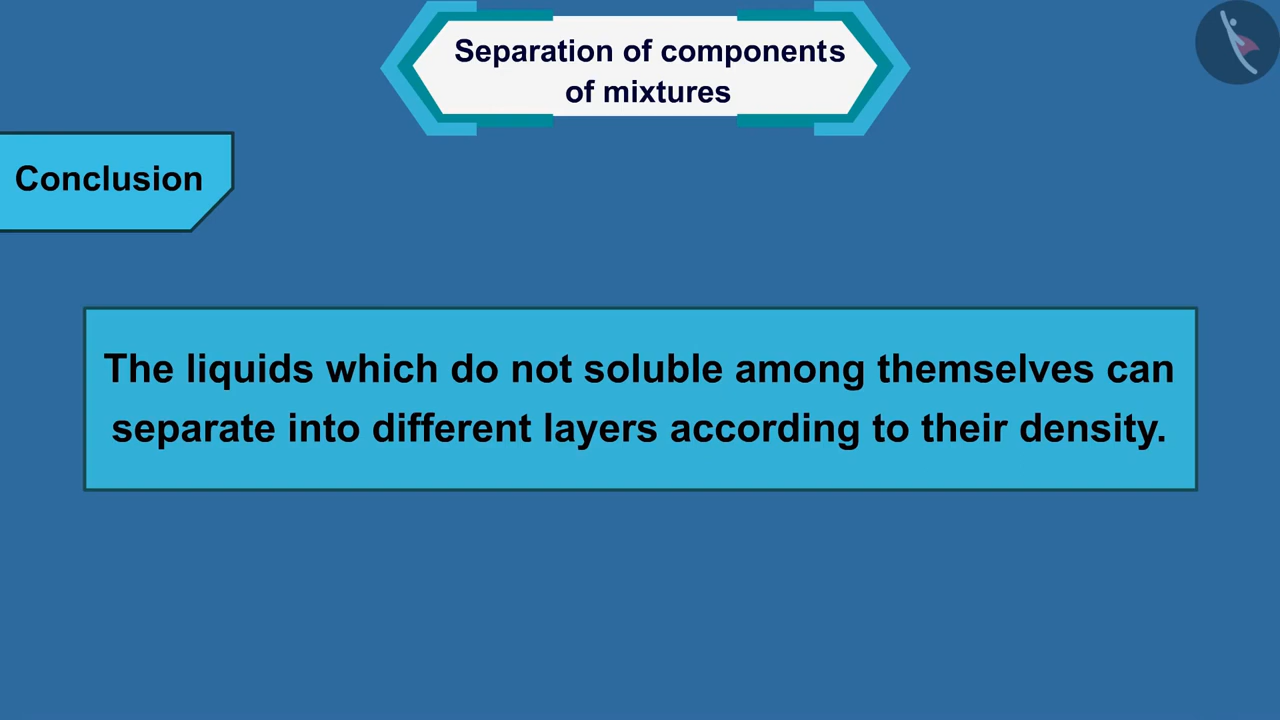 Separation of components
of mixtures
Conclusion
The liquids which do not soluble among themselves can
separate into different layers according to their density.